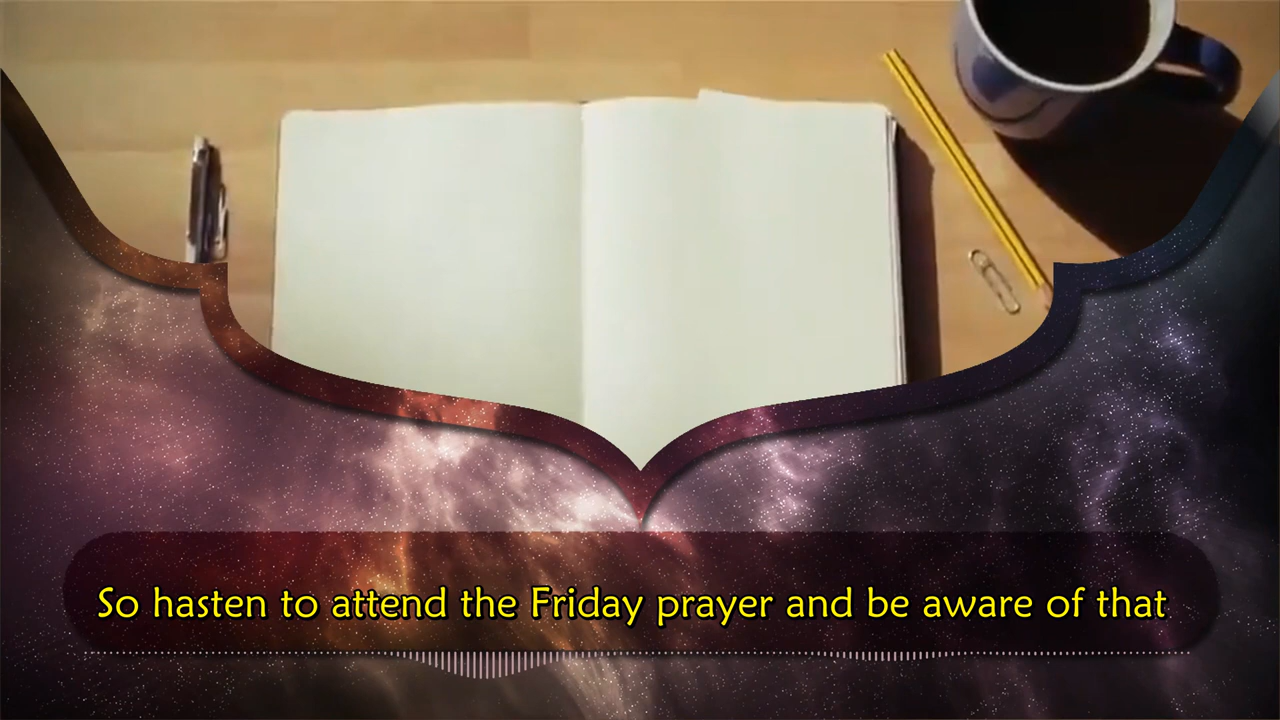 So hasten to attend the Friday prayer and be aware of that